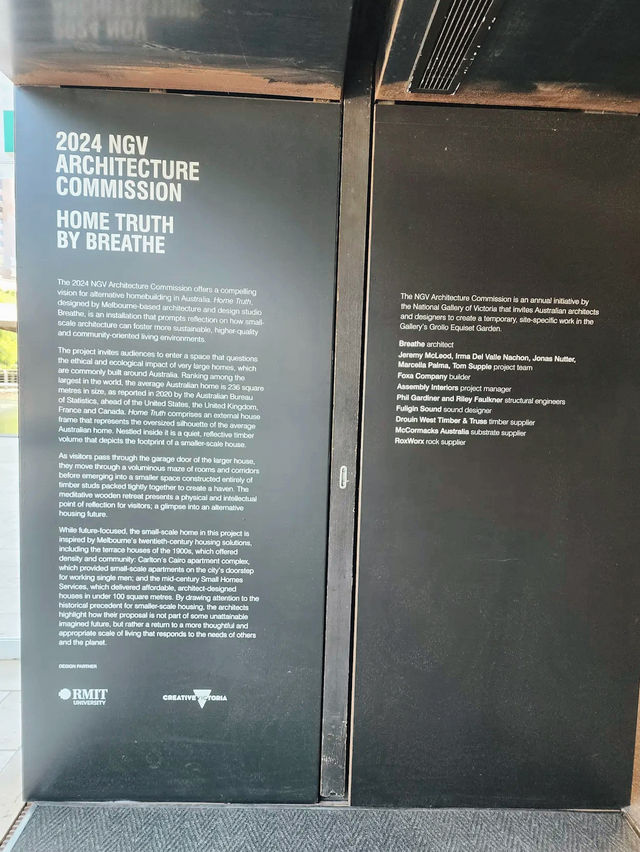 2024 NGV
ARCHITECTURE
COMMISSION
HOME TRUTH
BY BREATHE
The 2024 NGV Architecture Commission offers a compelling
vision for alternative homebuilding in Australia. Home Truth,
designed by Melbourne-based architecture and design studio
Breathe, is an installation that prompts reflection on how small-
scale architecture can foster more sustainable, higher-quality
and community-oriented living environments.
The project invites audiences to enter a space that questions
the ethical and ecological impact of very large homes, which
are commonly built around Australia. Ranking among the
largest in the world, the average Australian home is 236 square
metres in size, as reported in 2020 by the Australian Bureau
of Statistics, ahead of the United States, the United Kingdom,
France and Canada. Home Truth comprises an external house
frame that represents the oversized silhouette of the average
Australian home. Nestled inside it is a quiet, reflective timber
volume that depicts the footprint of a smaller-scale house.
As visitors pass through the garage door of the larger house,
they move through a voluminous maze of rooms and corridors
before emerging into a smaller space constructed entirely of
timber studs packed tightly together to create a haven. The
meditative wooden retreat presents a physical and intellectual
point of reflection for visitors; a glimpse into an alternative
housing future.
While future-focused, the small-scale home in this project is
inspired by Melbourne's twentieth-century housing solutions,
including the terrace houses of the 1900s, which offered
density and community: Carlton's Cairo apartment complex,
which provided small-scale apartments on the city's doorstep
for working single men; and the mid-century Small Homes
Services, which delivered affordable, architect-designed
houses in under 100 square metres. By drawing attention to the
historical precedent for smaller-scale housing, the architects
highlight how their proposal is not part of some unattainable
imagined future, but rather a return to a more thoughtful and
appropriate scale of living that responds to the needs of others
and the planet.
DESIGN PARTNER
RMIT
UNIVERSITY
CREATIVE VICTORIA
The NGV Architecture Commission is an annual initiative by
the National Gallery of Victoria that invites Australian architects
and designers to create a temporary, site-specific work in the
Gallery's Grollo Equiset Garden.
Breathe architect
Jeremy McLeod, Irma Del Valle Nachon, Jonas Nutter,
Marcella Palma, Tom Supple project team
Foxa Company builder
Assembly Interiors project manager
Phil Gardiner and Riley Faulkner structural engineers
Fuligin Sound sound designer
Drouin West Timber & Truss timber supplier
McCormacks Australia substrate supplier
RoxWorx rock supplier